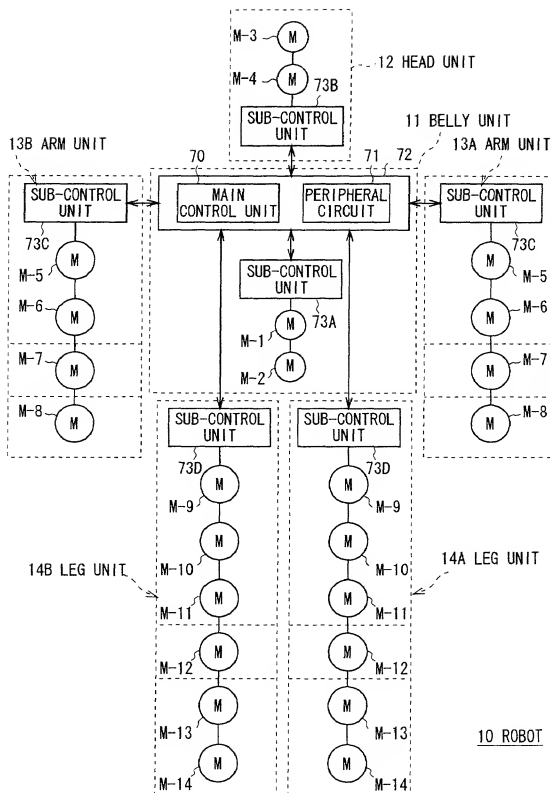 M-3
M
M-4
M
12 HEAD UNIT
73B
SUB-CONTROL
UNIT
11 BELLY UNIT
13B ARM UNIT
70
71
72
13A ARM UNIT
SUB-CONTROL
UNIT
MAIN
CONTROL UNIT
PERIPHERAL
CIRCUIT
SUB-CONTROL
UNIT
73C
73C
M
M-5
SUB-CONTROL
UNIT
M
M-5
M-6
M
73A
M
M-6
M-1
M
M-7
M
M-2
M
M
M-7
M-8
M
M
M-8
SUB-CONTROL
UNIT
SUB-CONTROL
UNIT
73D
73D
M
M-9
M
M-9
M
M-10
M
M-10
14B LEG UNIT
14A LEG UNIT
M
M-11
M
M-11
M
M-12
M
M-12
M
M-13
M
M-13
10 ROBOT
M
M-14
M
M-14